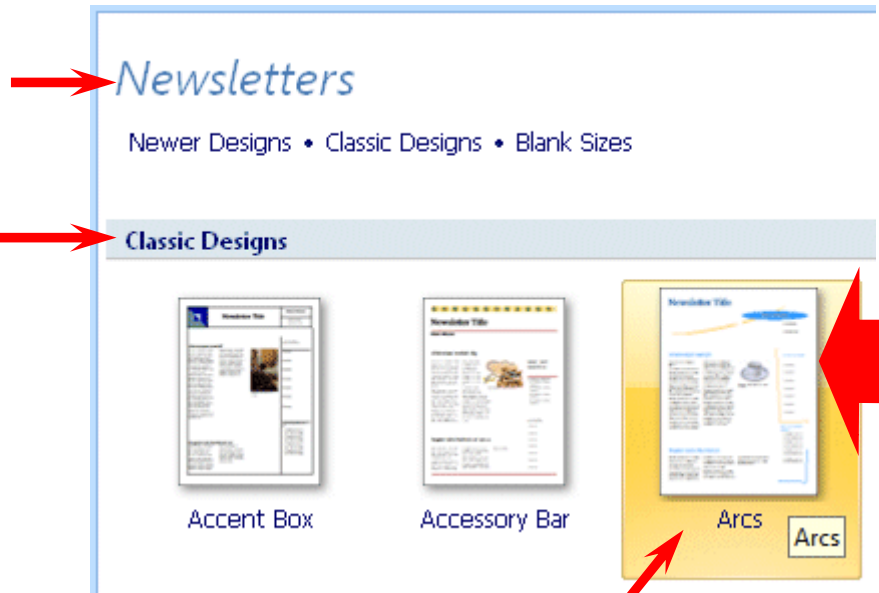 Newsletters
Newer Designs • Classic Designs • Blank Sizes
Classic Designs
Newsletter Title
Newsletter Title
Newsletter Title
Accent Box
Accessory Bar
Arcs
Arcs